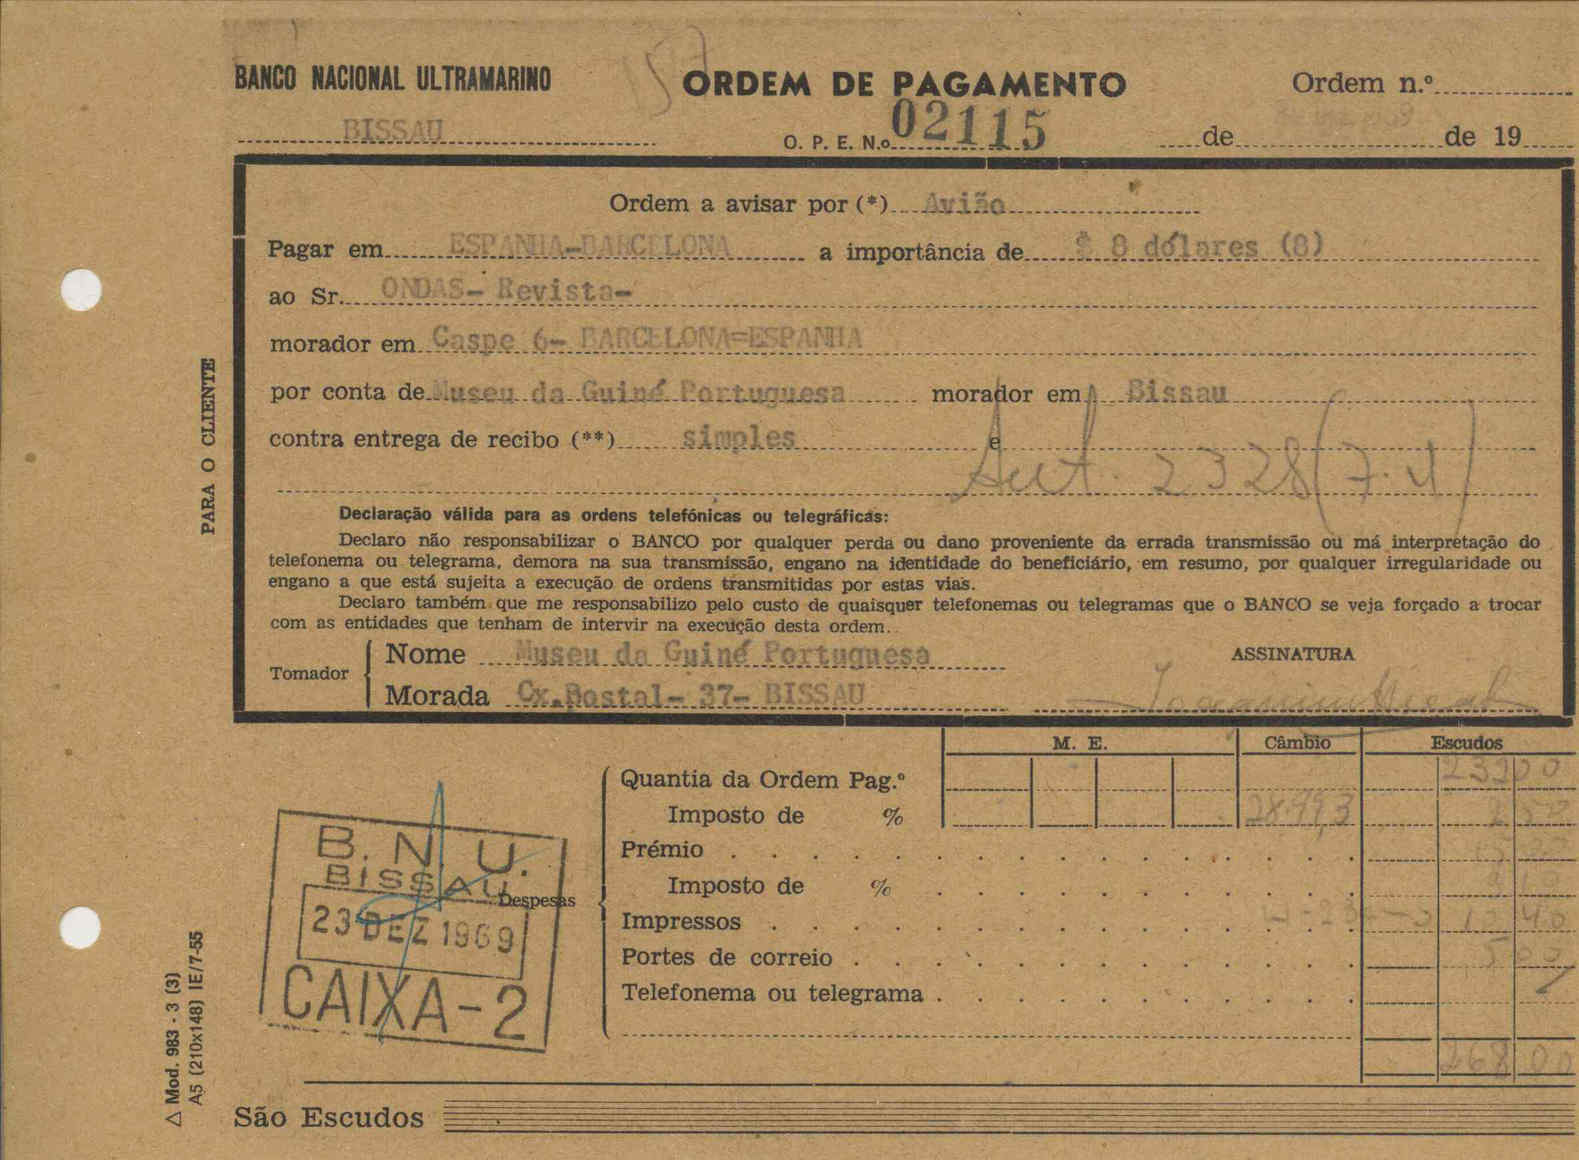 BANCO NACIONAL ULTRAMARINO
ORDEM DE PAGAMENTO
Ordem n.º
BISSAU
O. P. E. N.o 02115
de de 19
Ordem a avisar por (*) Avião
Pagar em ESPANHA-BARCELONA a importância de $ 8 dólares (8)
ao Sr. ONDAS- Revista-
morador em Caspe 6- BARCELONA=ESPANHA
por conta de Museu da Guiné Portuguesa morador em Bissau
contra entrega de recibo (**) simples e
Aut. 2328 (7.4)
Declaração válida para as ordens telefónicas ou telegráficas:
Declaro não responsabilizar o BANCO por qualquer perda ou dano proveniente da errada transmissão ou má interpretação do
telefonema ou telegrama, demora na sua transmissão, engano na identidade do beneficiário, em resumo, por qualquer irregularidade ou
engano a que está sujeita a execução de ordens transmitidas por estas vias.
Declaro também que me responsabilizo pelo custo de quaisquer telefonemas ou telegramas que o BANCO se veja forçado a trocar
com as entidades que tenham de intervir na execução desta ordem.
Tomador
Nome Museu da Guiné Portuguesa
Morada Cx.Postal- 37- BISSAU
ASSINATURA
M. E. Câmbio Escudos
Quantia da Ordem Pag.º
Imposto de %
Prémio
Imposto de %
Despesas
Impressos
Portes de correio 5 00
Telefonema ou telegrama
268 00
São Escudos
B. N. U.
BISSAU
23 DEZ 1969
CAIXA-2
PARA O CLIENTE
△ Mod. 983 - 3 (3)
A5 (210x148) IE/7-55